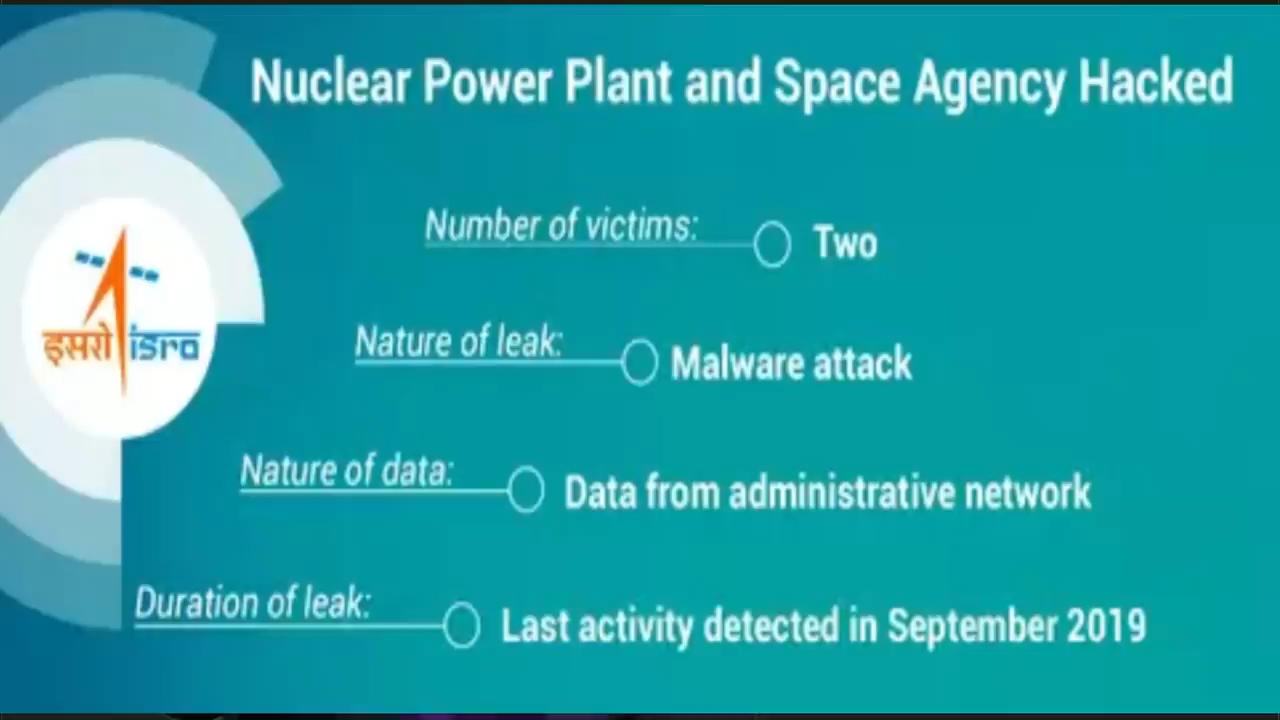 Nuclear Power Plant and Space Agency Hacked
Number of victims: Two
इसरो isro
Nature of leak: Malware attack
Nature of data: Data from administrative network
Duration of leak: Last activity detected in September 2019